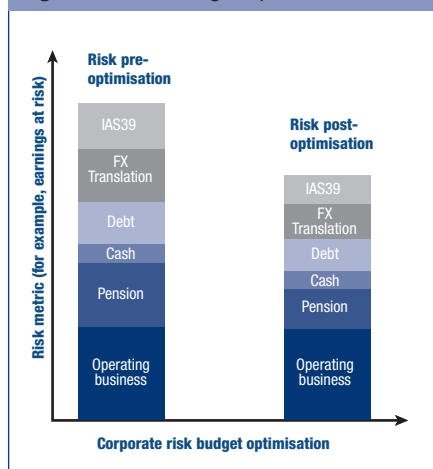 Risk pre-
optimisation
IAS39
FX
Translation
Debt
Cash
Pension
Operating
business
Risk post-
optimisation
IAS39
FX
Translation
Debt
Cash
Pension
Operating
business
Risk metric (for example, earnings at risk)
Corporate risk budget optimisation